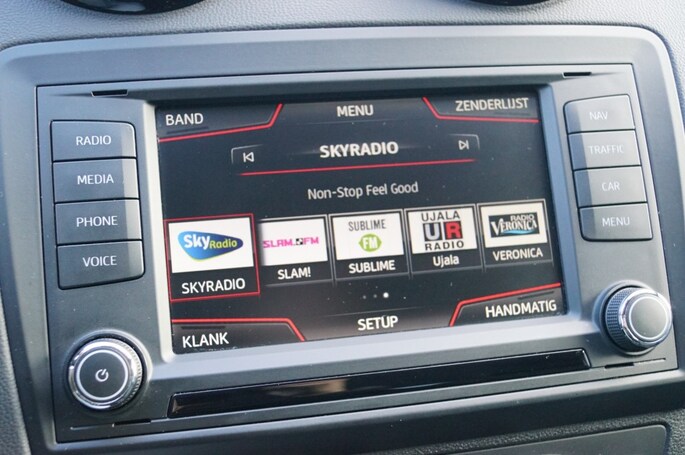 BAND
MENU
ZENDERLIJST
SKYRADIO
Non-Stop Feel Good
Sky Radio
SLAM.FM
SUBLIME
FM
UJALA
UR
RADIO
RADIO
VERONICA
SKYRADIO
SLAM!
SUBLIME
Ujala
VERONICA
KLANK
SETUP
HANDMATIG
RADIO
MEDIA
PHONE
VOICE
NAV
TRAFFIC
CAR
MENU